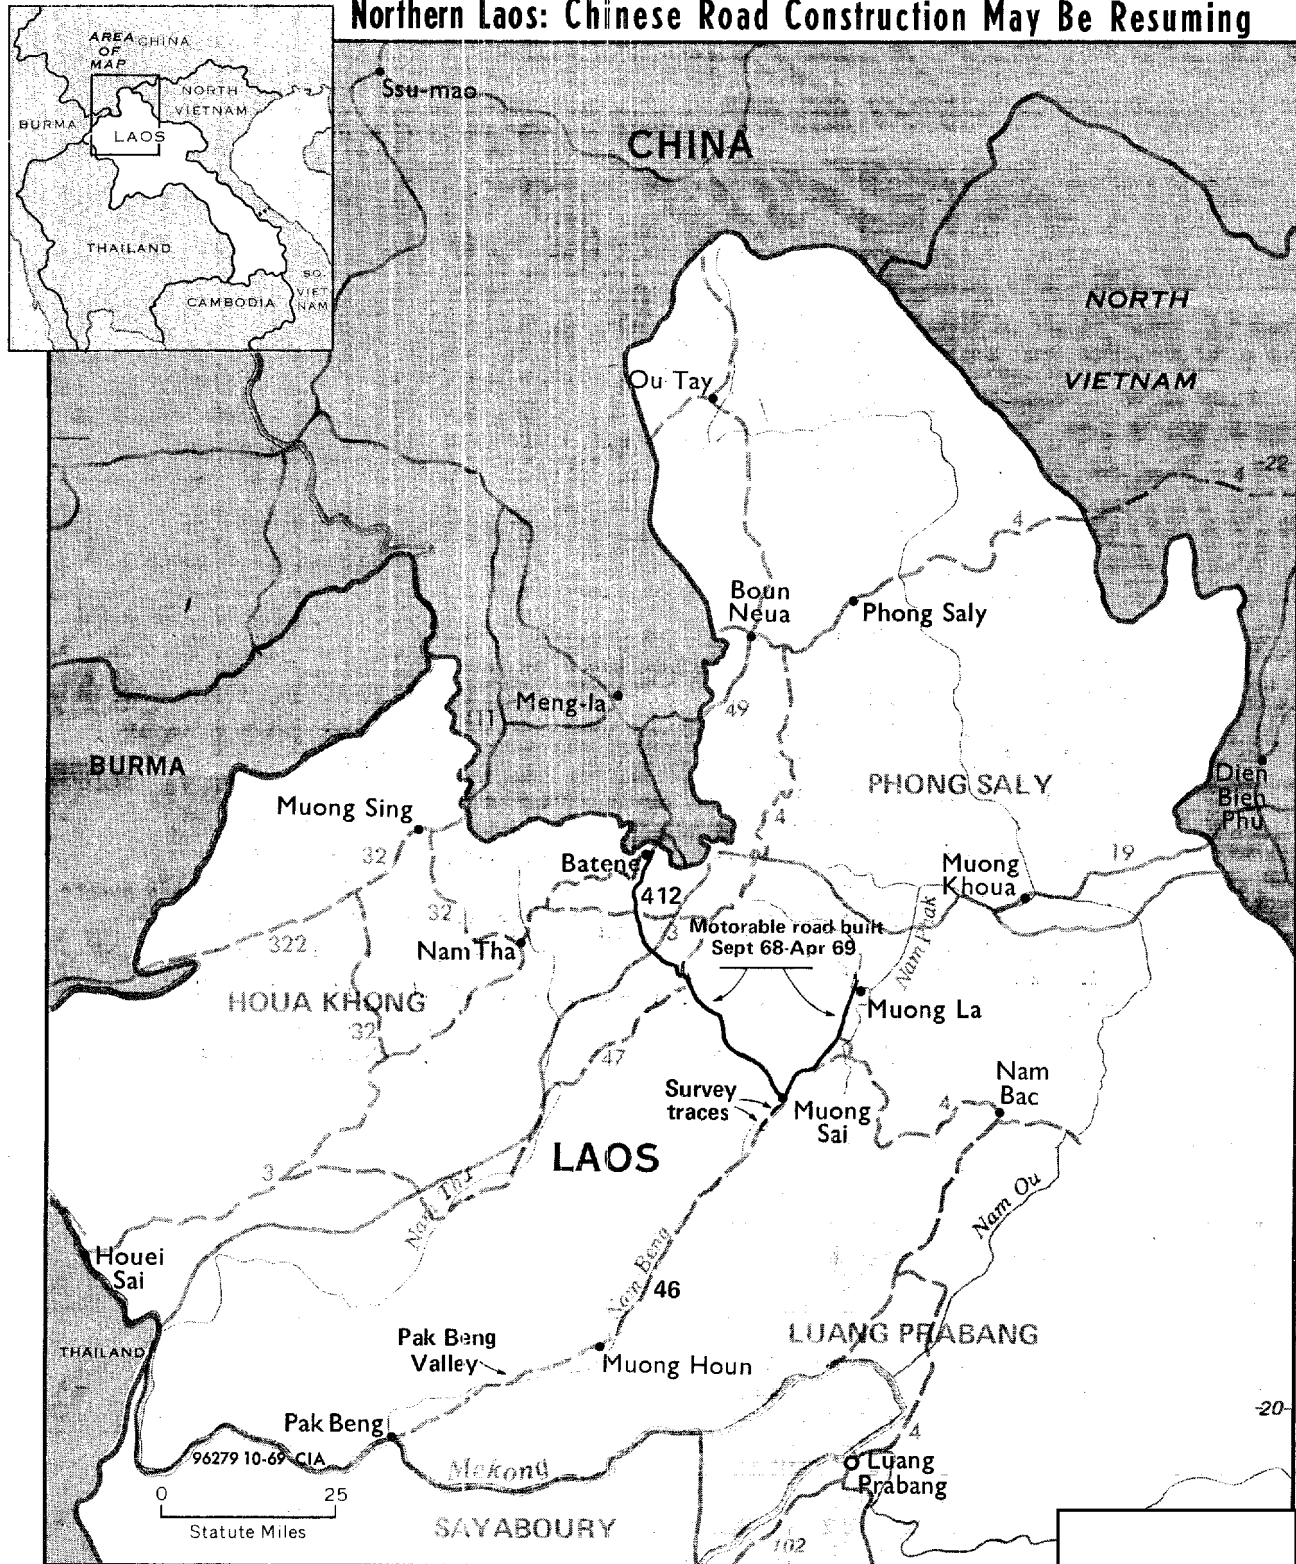 Northern Laos: Chinese Road Construction May Be Resuming
AREA
OF
MAP
CHINA
NORTH
VIETNAM
BURMA
LAOS
THAILAND
CAMBODIA
SO.
VIET
NAM
Ssu-mao
CHINA
NORTH
VIETNAM
Ou Tay
4
22
4
Boun
Neua
Phong Saly
Meng-la
49
BURMA
PHONG SALY
Dien
Bien
Phu
Muong Sing
4
32
Bateng
Muong
Khoua
19
412
32
3
Motorable road built
Sept 68-Apr 69
Nam Peak
322
Nam Tha
HOUA KHONG
Muong La
32
47
Nam
Bac
Survey
traces
Muong
Sai
4
LAOS
3
Nam Tha
Nam Ou
Houei
Sai
Nam Beng
46
LUANG PRABANG
THAILAND
Pak Beng
Valley
Muong Houn
20
Pak Beng
4
96279 10-69 CIA
Mekong
Luang
Prabang
0
25
Statute Miles
SAYABOURY
102